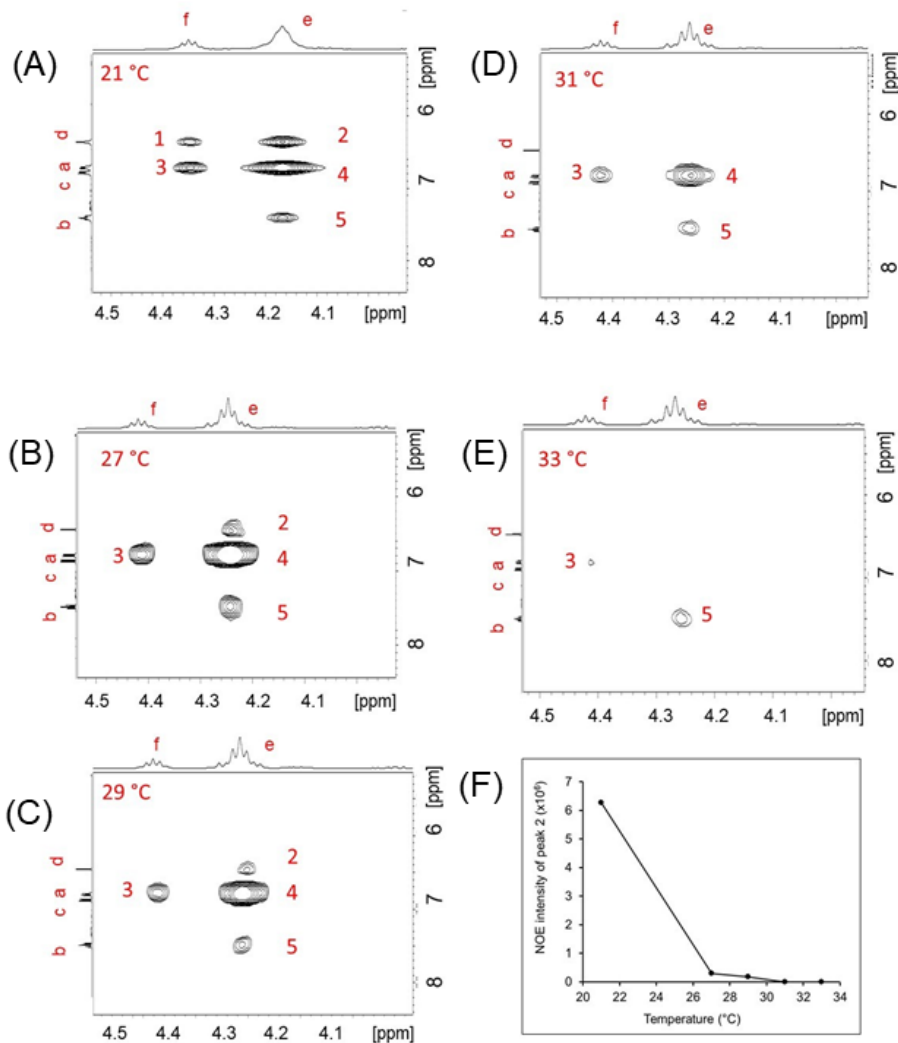 (A)
f e
21 °C
[ppm]
6
7
8
d
a
c
b
1 2
3 4
5
4.5 4.4 4.3 4.2 4.1 [ppm]
(D)
f e
31 °C
[ppm]
6
7
8
d
a
c
b
3 4
5
4.5 4.4 4.3 4.2 4.1 [ppm]
(B)
f e
27 °C
[ppm]
6
7
8
d
a
c
b
2
3 4
5
4.5 4.4 4.3 4.2 4.1 [ppm]
(E)
f e
33 °C
[ppm]
6
7
8
d
a
c
b
3
5
4.5 4.4 4.3 4.2 4.1 [ppm]
(C)
f e
29 °C
[ppm]
6
7
8
d
a
c
b
2
3 4
5
4.5 4.4 4.3 4.2 4.1 [ppm]
(F)
NOE intensity of peak 2 (x10⁶)
7
6
5
4
3
2
1
0
20 22 24 26 28 30 32 34
Temperature (°C)